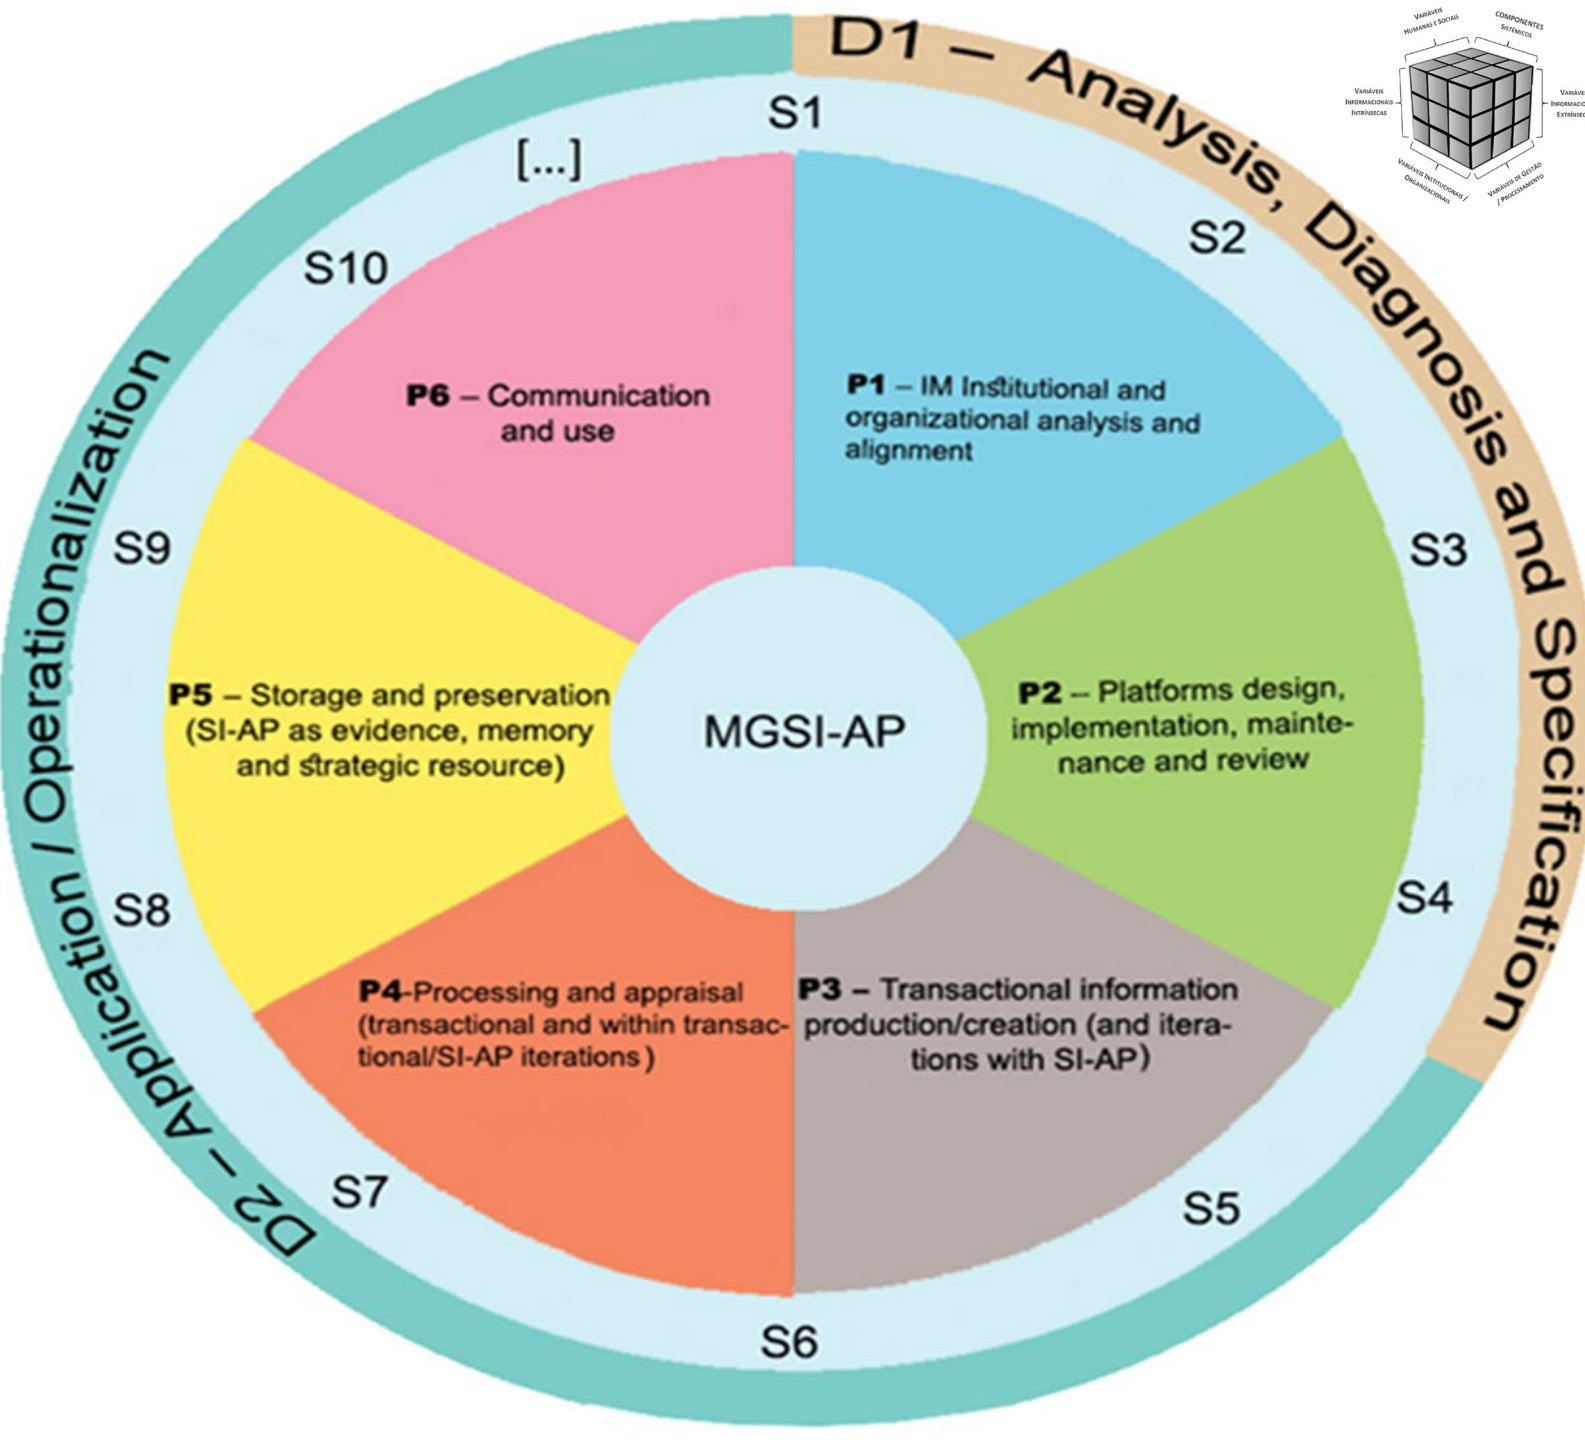 D1 – Analysis, Diagnosis and Specification
D2 – Application / Operationalization
S1
S2
S3
S4
S5
S6
S7
S8
S9
S10
[...]
P1 – IM Institutional and
organizational analysis and
alignment
P2 – Platforms design,
implementation, mainte-
nance and review
P3 – Transactional information
production/creation (and itera-
tions with SI-AP)
P4-Processing and appraisal
(transactional and within transac-
tional/SI-AP iterations)
P5 – Storage and preservation
(SI-AP as evidence, memory
and strategic resource)
P6 – Communication
and use
MGSI-AP
VARIÁVEIS
HUMANAS E SOCIAIS
COMPONENTES
SISTÉMICOS
VARIÁVEIS
INFORMACIONAIS
INTRÍNSECAS
VARIÁVE
INFORMACIO
EXTRÍNSEC
VARIÁVEIS INSTITUCIONAIS /
ORGANIZACIONAIS
VARIÁVEIS DE GESTÃO
/ PROCESSAMENTO